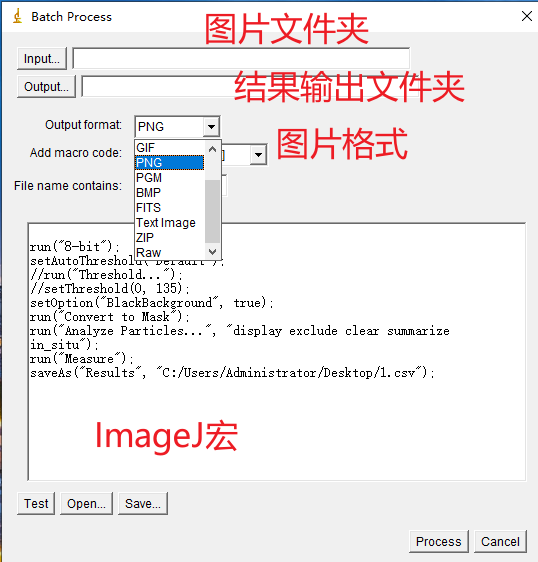 Batch Process
图片文件夹
Input...
Output...
结果输出文件夹
Output format:
PNG
图片格式
Add macro code:
]
File name contains:
GIF
PNG
PGM
BMP
FITS
Text Image
ZIP
Raw
run("8-bit");
setAutoThreshold("Default");
//run("Threshold...");
//setThreshold(0, 135);
setOption("BlackBackground", true);
run("Convert to Mask");
run("Analyze Particles...", "display exclude clear summarize
in_situ");
run("Measure");
saveAs("Results", "C:/Users/Administrator/Desktop/1.csv");
ImageJ宏
Test
Open...
Save...
Process
Cancel